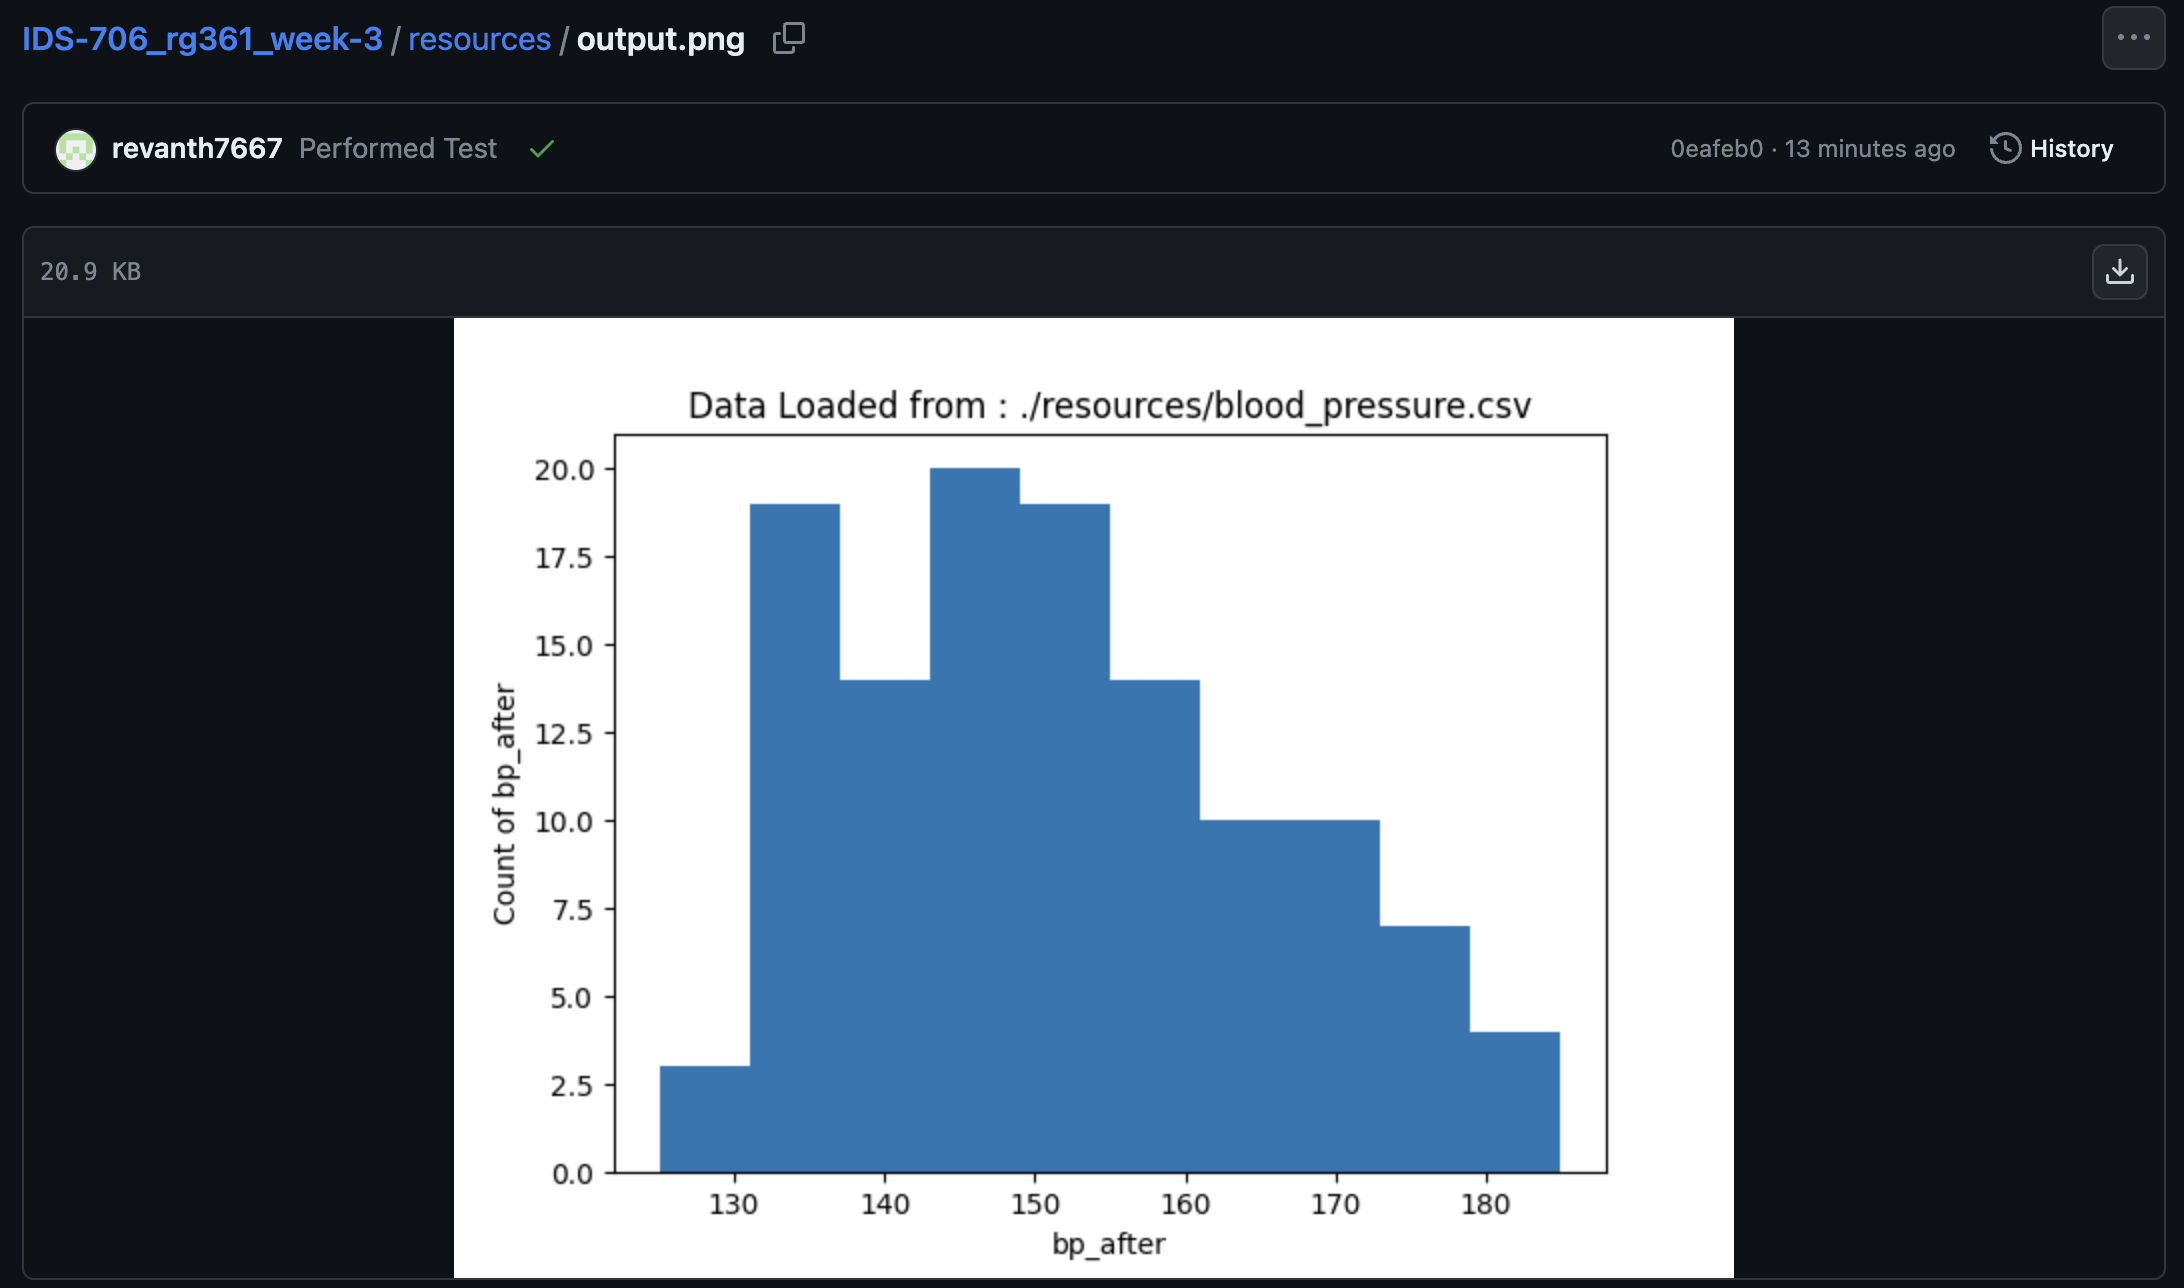 IDS-706_rg361_week-3 / resources / output.png
revanth7667 Performed Test 0eafeb0 · 13 minutes ago History
20.9 KB
Data Loaded from : ./resources/blood_pressure.csv
20.0
17.5
15.0
12.5
10.0
7.5
5.0
2.5
0.0
Count of bp_after
130 140 150 160 170 180
bp_after